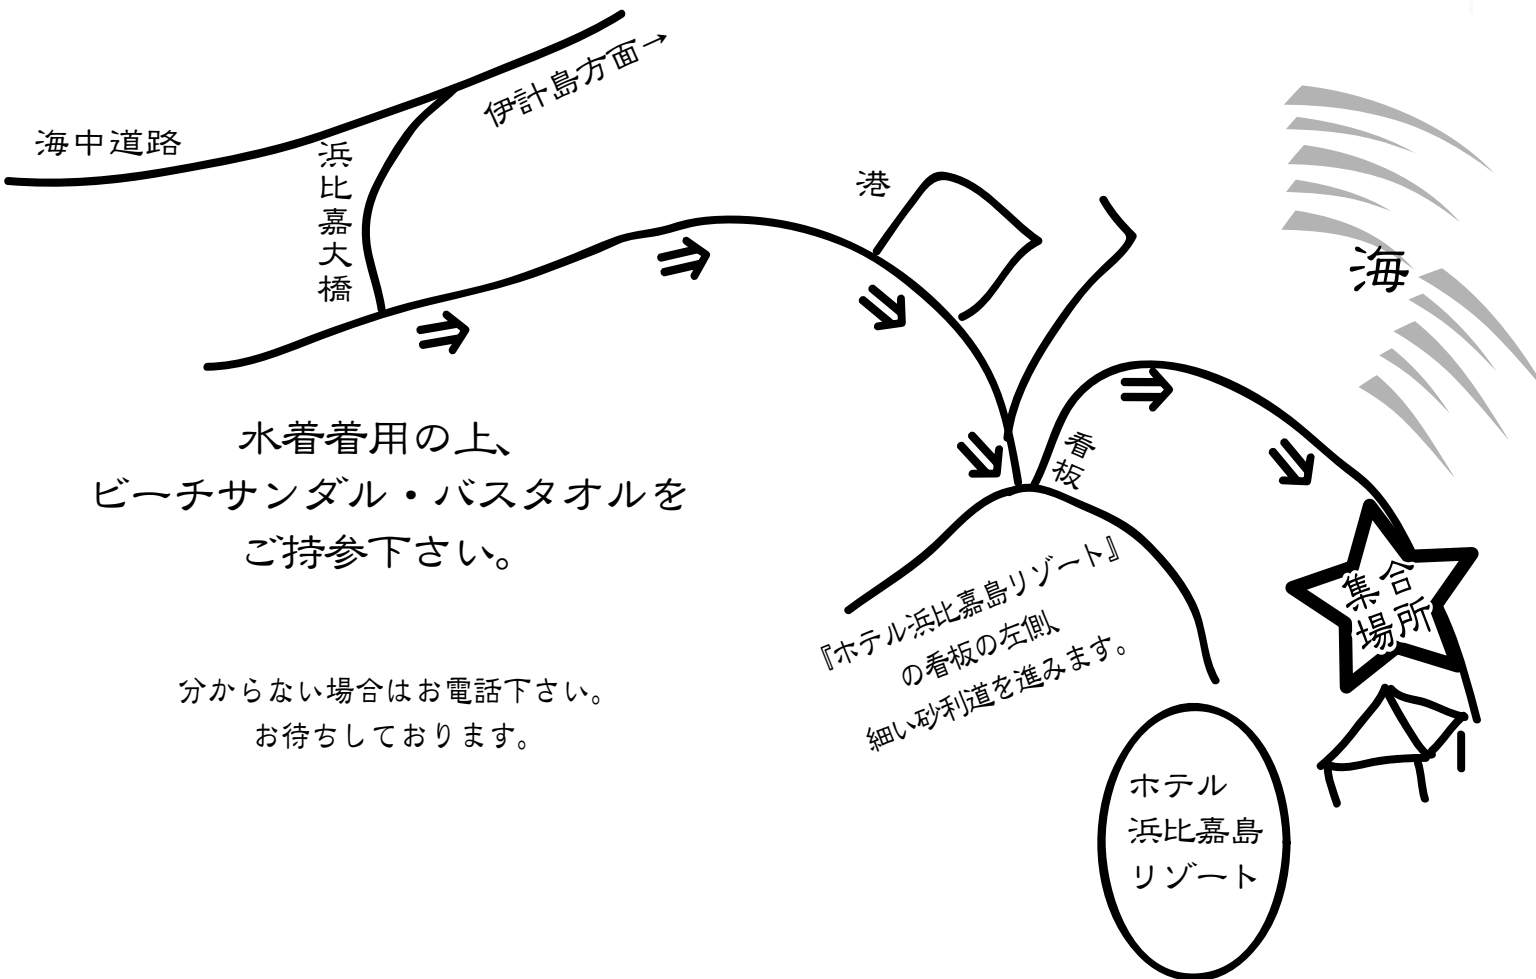 海中道路
伊計島方面→
浜比嘉大橋
港
海
水着着用の上、
ビーチサンダル・バスタオルを
ご持参下さい。
看板
『ホテル浜比嘉島リゾート』
の看板の左側、
細い砂利道を進みます。
集合
場所
分からない場合はお電話下さい。
お待ちしております。
ホテル
浜比嘉島
リゾート